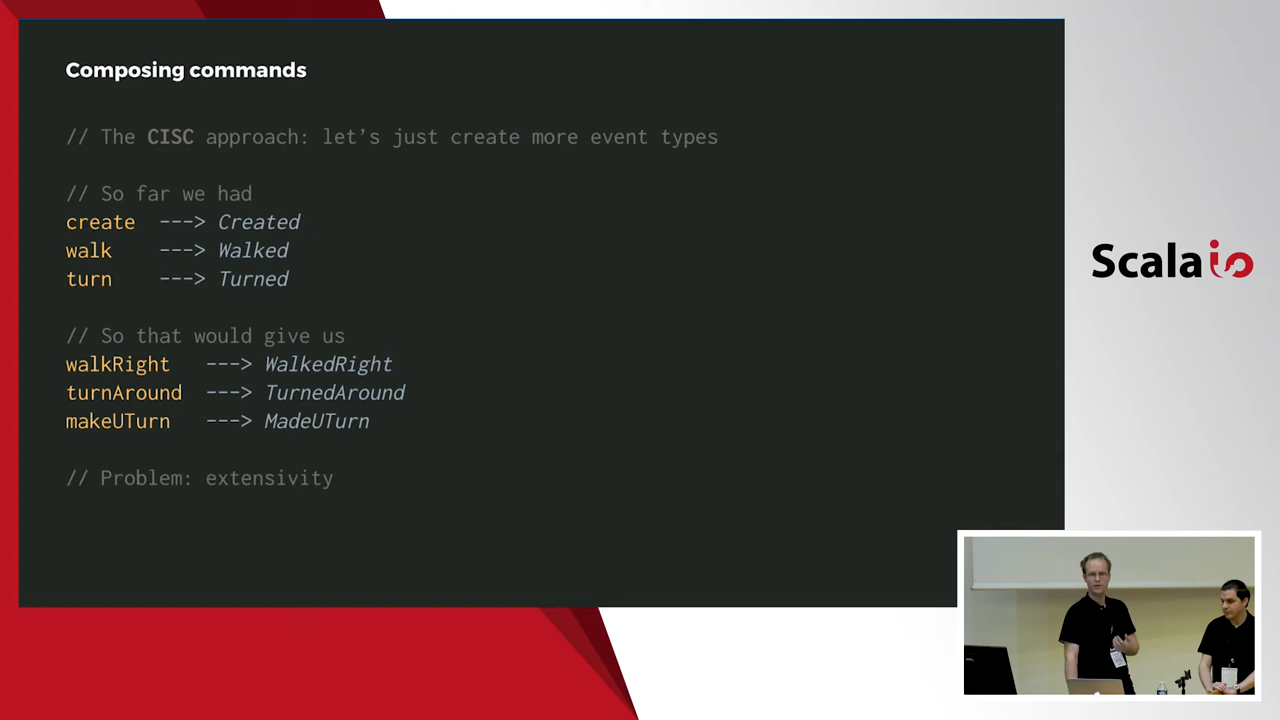 Composing commands
// The CISC approach: let's just create more event types
// So far we had
create ---> Created
walk ---> Walked
turn ---> Turned
// So that would give us
walkRight ---> WalkedRight
turnAround ---> TurnedAround
makeUTurn ---> MadeUTurn
// Problem: extensivity
Scala io